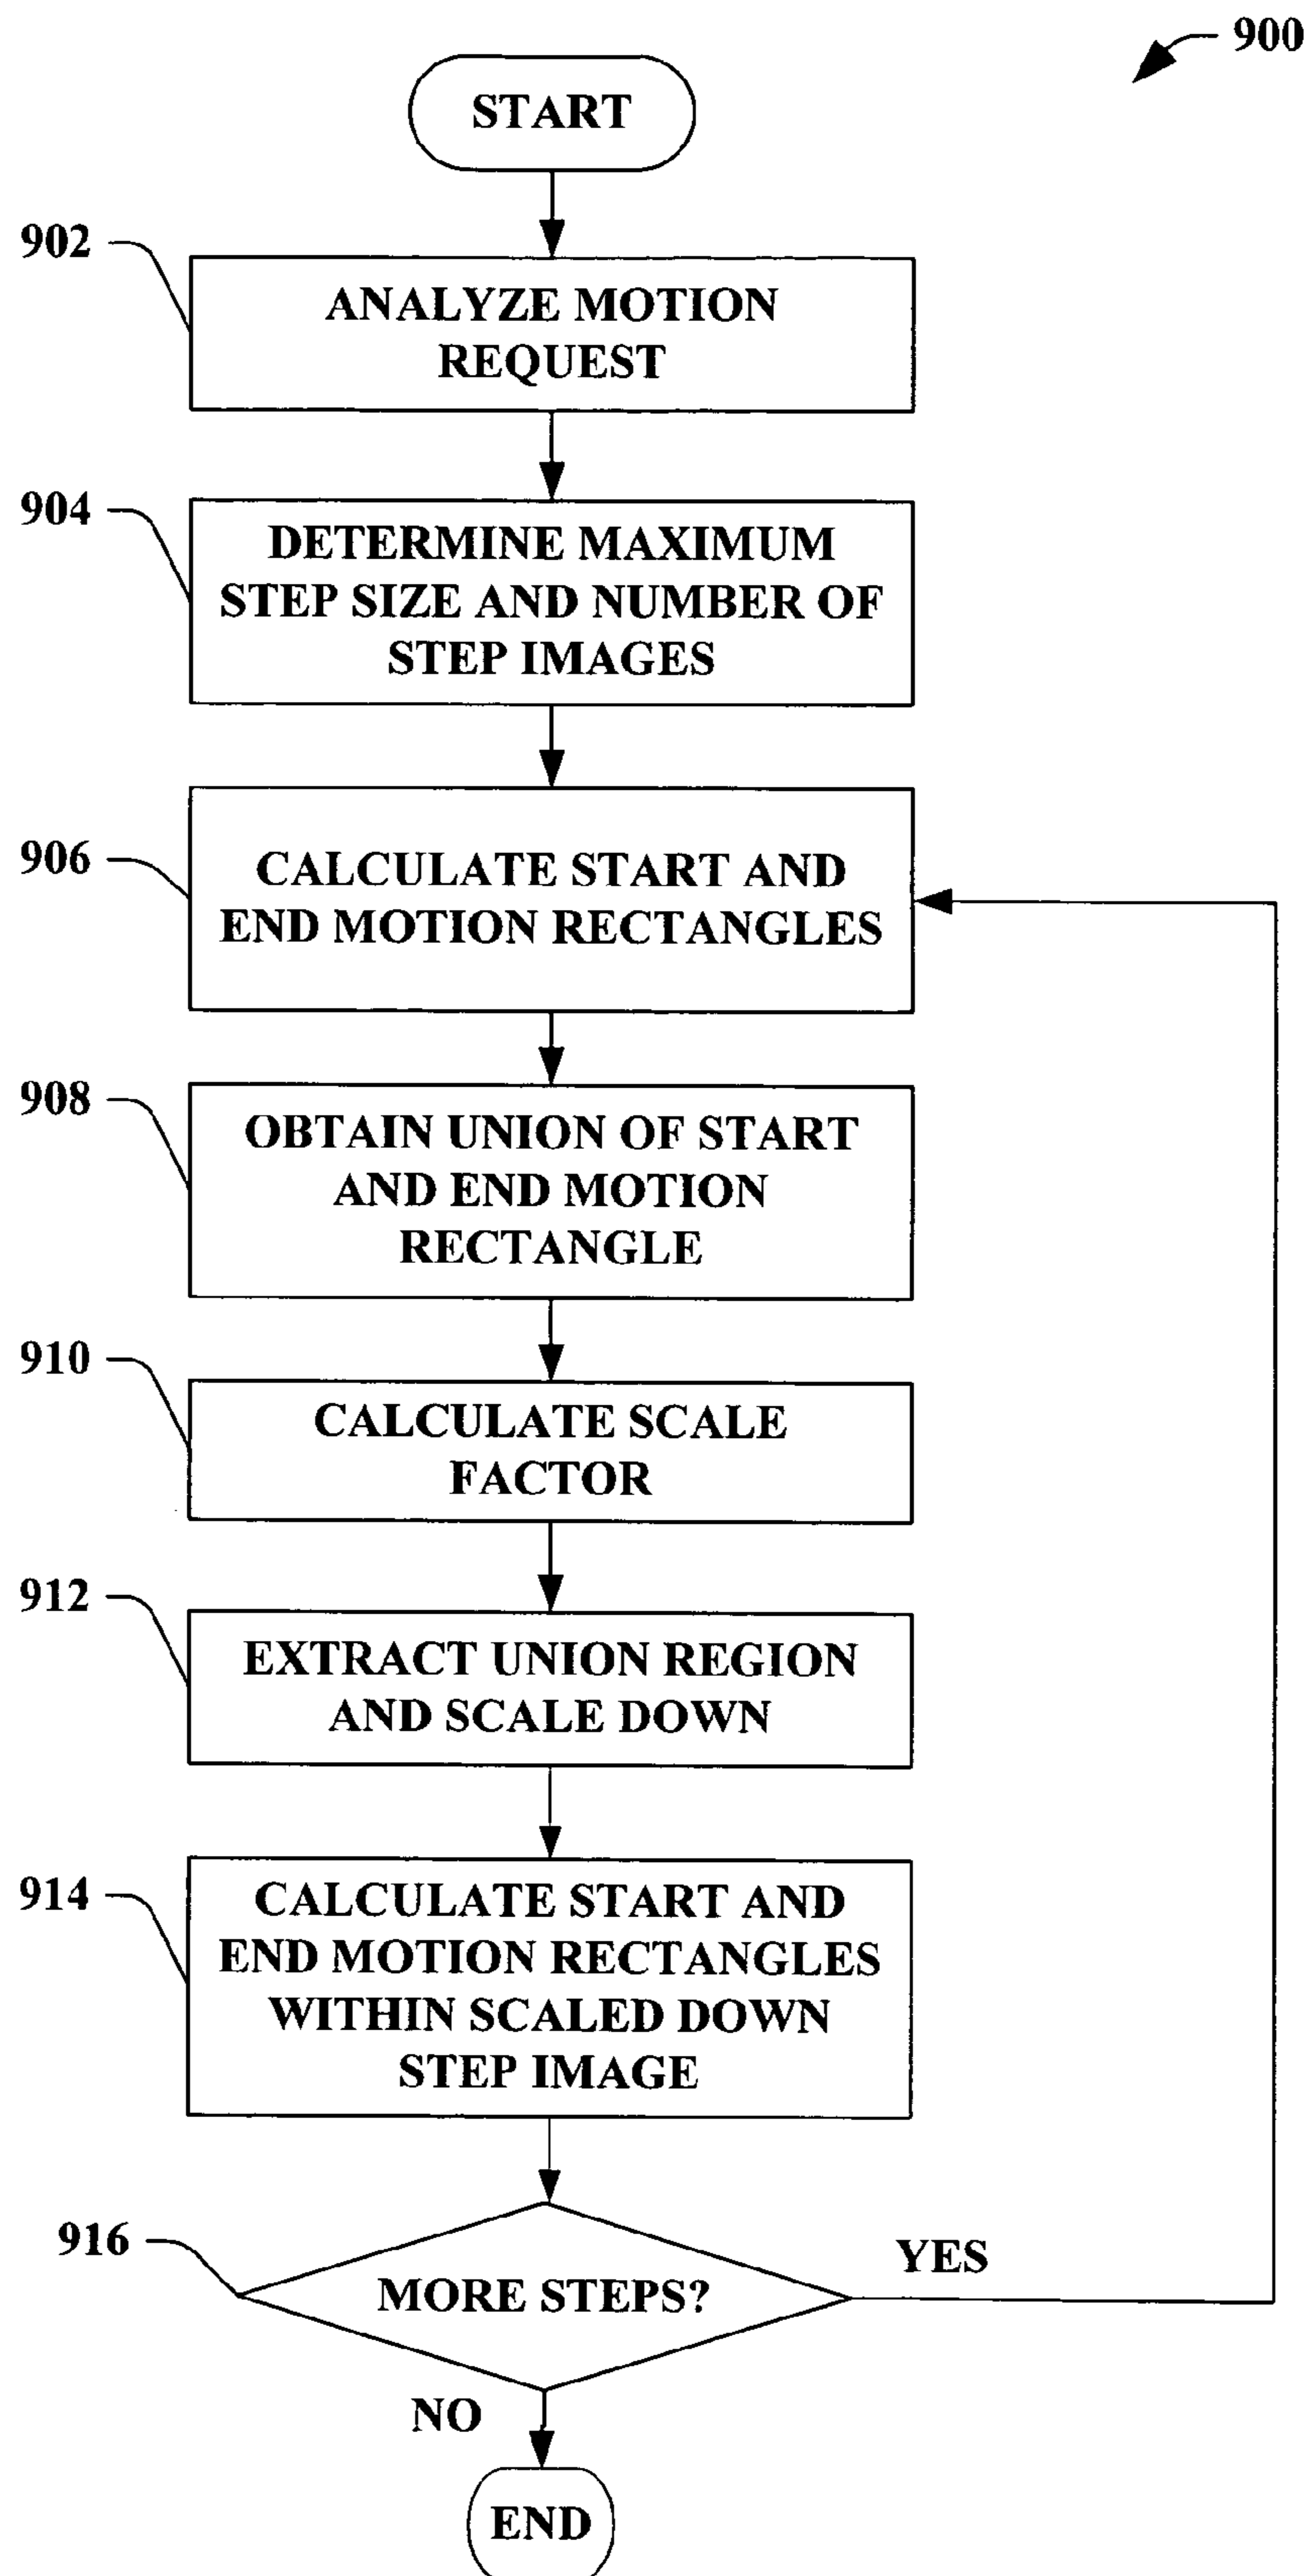 900
START
902
ANALYZE MOTION
REQUEST
904
DETERMINE MAXIMUM
STEP SIZE AND NUMBER OF
STEP IMAGES
906
CALCULATE START AND
END MOTION RECTANGLES
908
OBTAIN UNION OF START
AND END MOTION
RECTANGLE
910
CALCULATE SCALE
FACTOR
912
EXTRACT UNION REGION
AND SCALE DOWN
914
CALCULATE START AND
END MOTION RECTANGLES
WITHIN SCALED DOWN
STEP IMAGE
916
MORE STEPS?
YES
NO
END